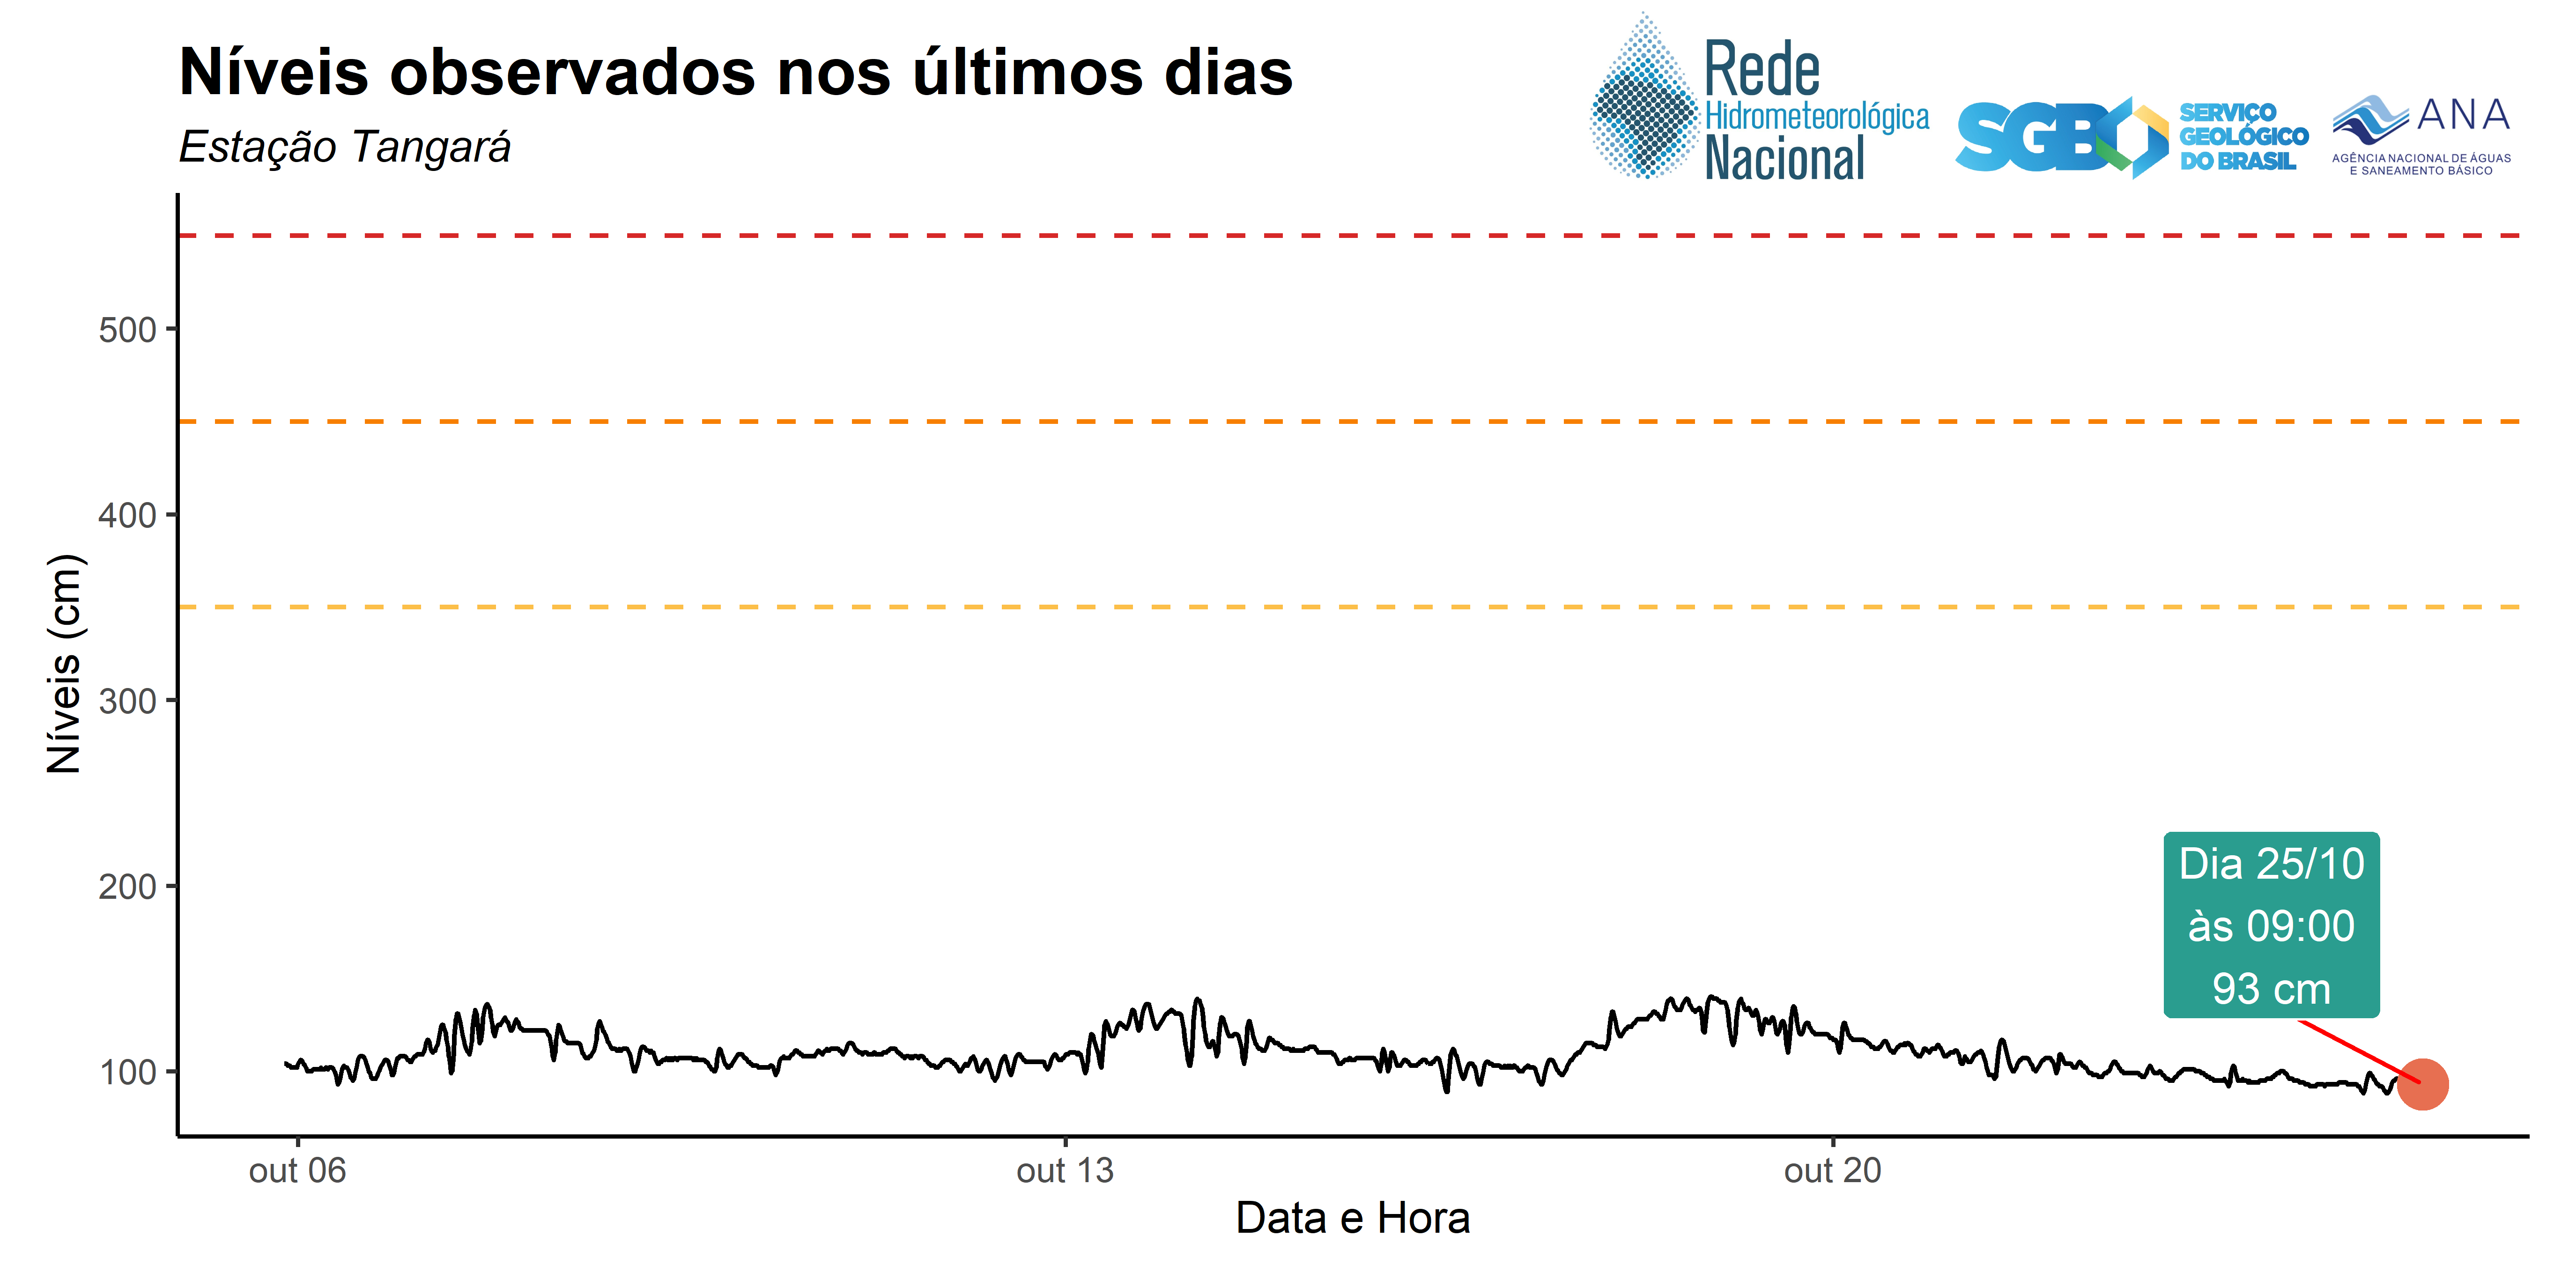 Níveis observados nos últimos dias
Estação Tangará
Rede
Hidrometeorológica
Nacional
SGB
SERVIÇO
GEOLÓGICO
DO BRASIL
ANA
AGÊNCIA NACIONAL DE ÁGUAS
E SANEAMENTO BÁSICO
Níveis (cm)
500
400
300
200
100
Dia 25/10
às 09:00
93 cm
out 06
out 13
out 20
Data e Hora